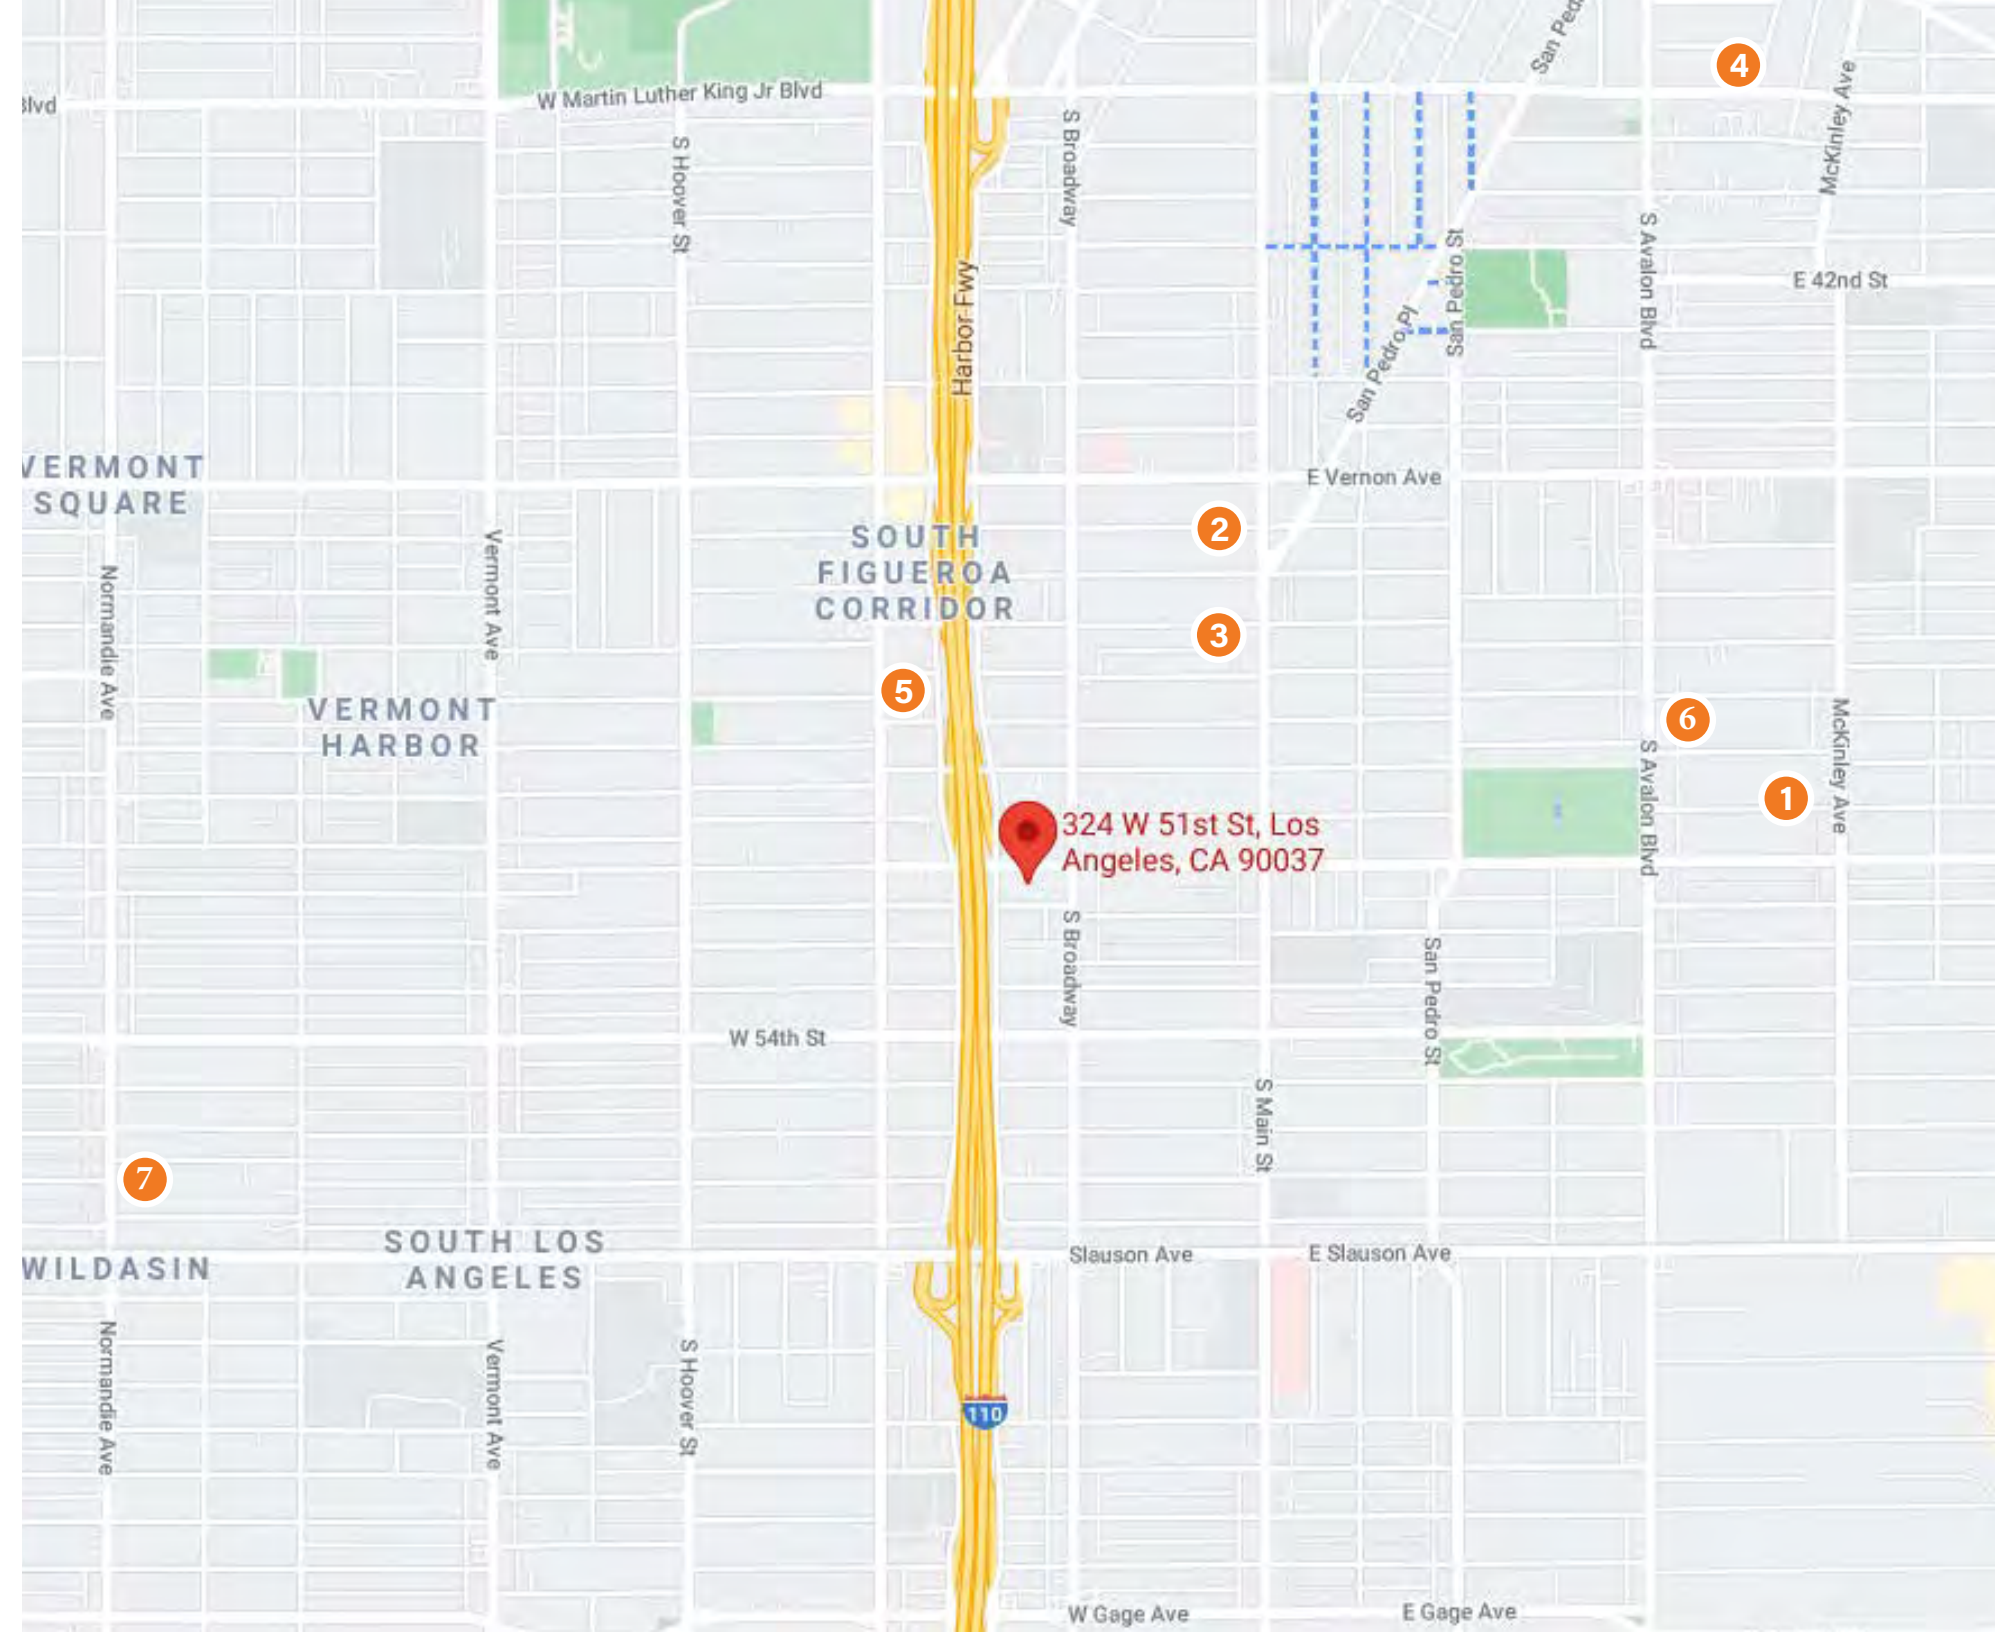 San Ped
4
McKinley Ave
Blvd
W Martin Luther King Jr Blvd
S Hoover St
S Broadway
San Pedro St
S Avalon Blvd
E 42nd St
Harbor Fwy
San Pedro Pl
VERMONT
SQUARE
E Vernon Ave
2
SOUTH
FIGUEROA
CORRIDOR
Normandie Ave
Vermont Ave
3
5
VERMONT
HARBOR
6
S Avalon Blvd
McKinley Ave
1
324 W 51st St, Los
Angeles, CA 90037
S Broadway
San Pedro St
W 54th St
S Main St
7
SOUTH LOS
ANGELES
WILDASIN
Slauson Ave
E Slauson Ave
Normandie Ave
Vermont Ave
S Hoover St
110
W Gage Ave
E Gage Ave